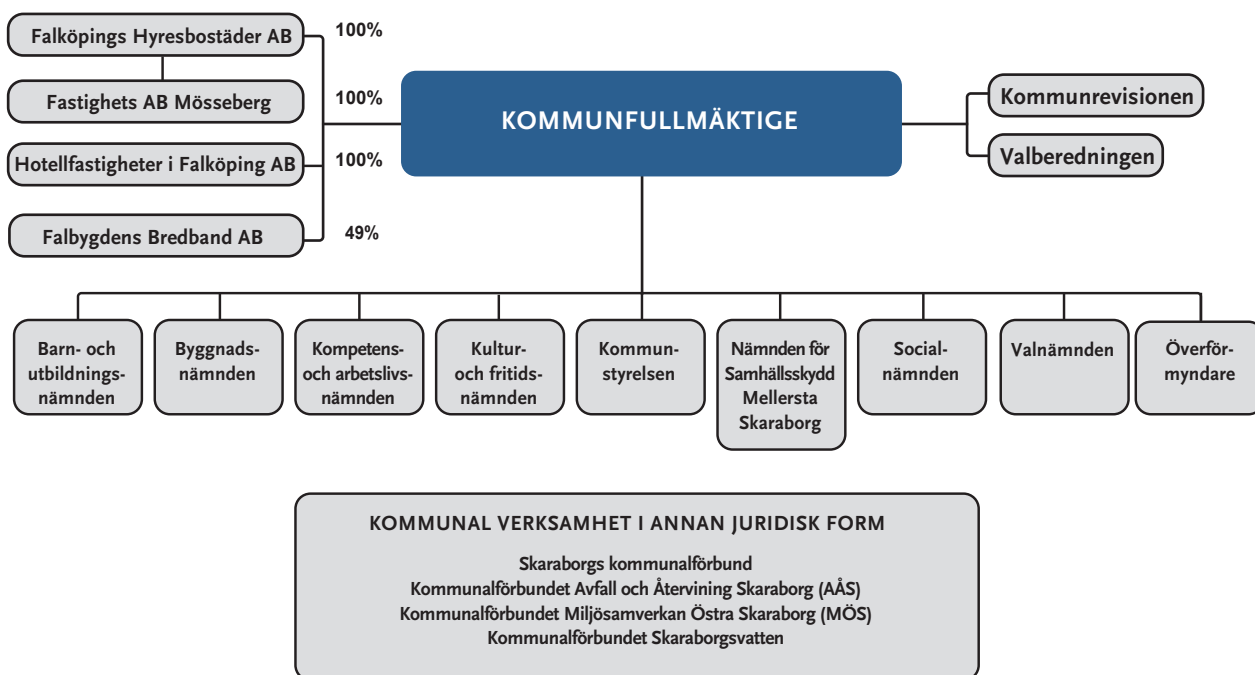 Falköpings Hyresbostäder AB
100%
Fastighets AB Mösseberg
100%
Hotellfastigheter i Falköping AB
100%
Falbygdens Bredband AB
49%
KOMMUNFULLMÄKTIGE
Kommunrevisionen
Valberedningen
Barn- och
utbildnings-
nämnden
Byggnads-
nämnden
Kompetens-
och arbetslivs-
nämnden
Kultur-
och fritids-
nämnden
Kommun-
styrelsen
Nämnden för
Samhällsskydd
Mellersta
Skaraborg
Social-
nämnden
Valnämnden
Överför-
myndare
KOMMUNAL VERKSAMHET I ANNAN JURIDISK FORM
Skaraborgs kommunalförbund
Kommunalförbundet Avfall och Återvining Skaraborg (AÅS)
Kommunalförbundet Miljösamverkan Östra Skaraborg (MÖS)
Kommunalförbundet Skaraborgsvatten